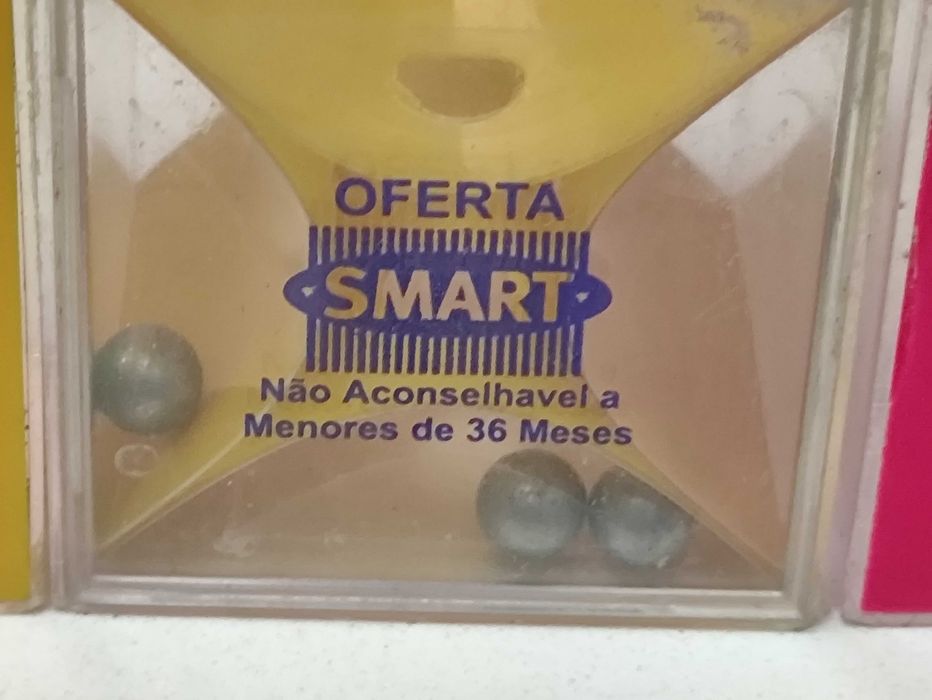 OFERTA
SMART
Não Aconselhavel a
Menores de 36 Meses